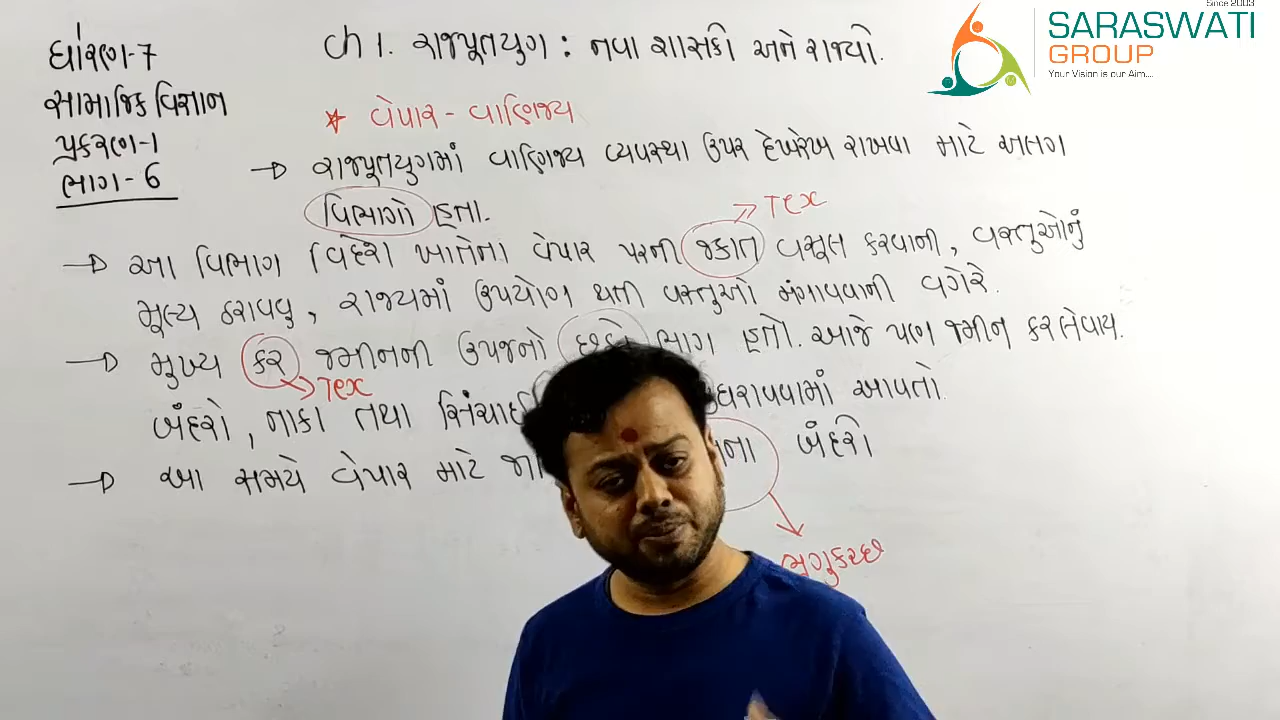 Since 2003
SARASWATI
GROUP
Your Vision is our Aim....
ધોરણ-7
સામાજિક વિજ્ઞાન
પ્રકરણ-1
ભાગ-6
Ch 1. રાજપૂતયુગ : નવા શાસકો અને રાજ્યો.
* વેપાર - વાણિજ્ય
→ રાજપૂતયુગમાં વાણિજ્ય વ્યવસ્થા ઉપર દેખરેખ રાખવા માટે અલગ
વિભાગો હતા.
→ Tex
→ આ વિભાગ વિદેશ ખાતેના વેપાર પરની જકાત વસૂલ કરવાની, વસ્તુઓનું
મૂલ્ય ઠરાવવુ, રાજ્યમાં ઉપયોગ થતી વસ્તુઓ મંગાવવાની વગેરે.
→ મુખ્ય કર જમીનની ઉપજનો છઠ્ઠો ભાગ હતો. આજે પણ જમીન કર લેવાય.
→ Tex
બંદરો, નાકા તથા ઉઘરાવવામાં આવતો.
→ આ સમયે વેપાર માટે બંદરો
ભૃગુકચ્છ